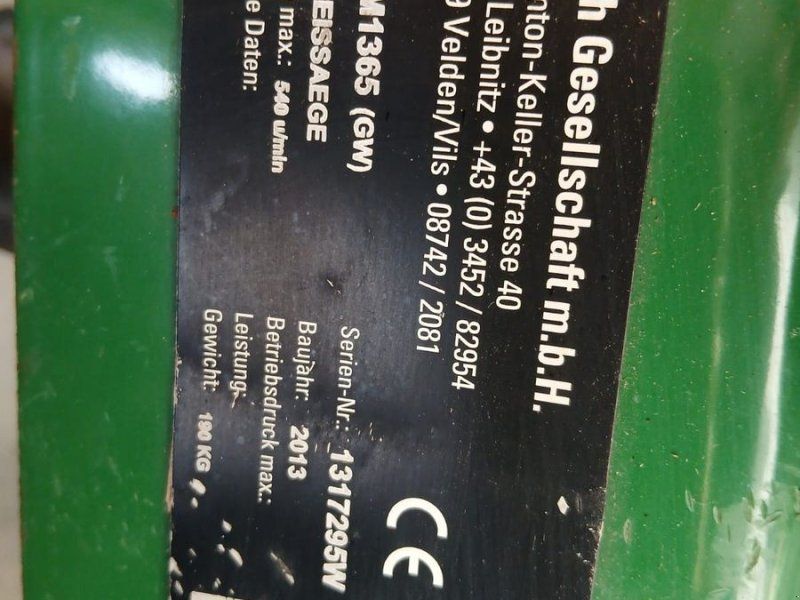 h Gesellschaft m.b.H.
nton-Keller-Strasse 40
Leibnitz • +43 (0) 3452 / 82954
9 Velden/Vils • 08742 / 2081
M1365 (GW)
EISSAEGE
max.: 540 u/min
e Daten:
Serien-Nr.: 1317295W
Baujahr: 2013
Betriebsdruck max.:
Leistung:
Gewicht: 190 KG
CE